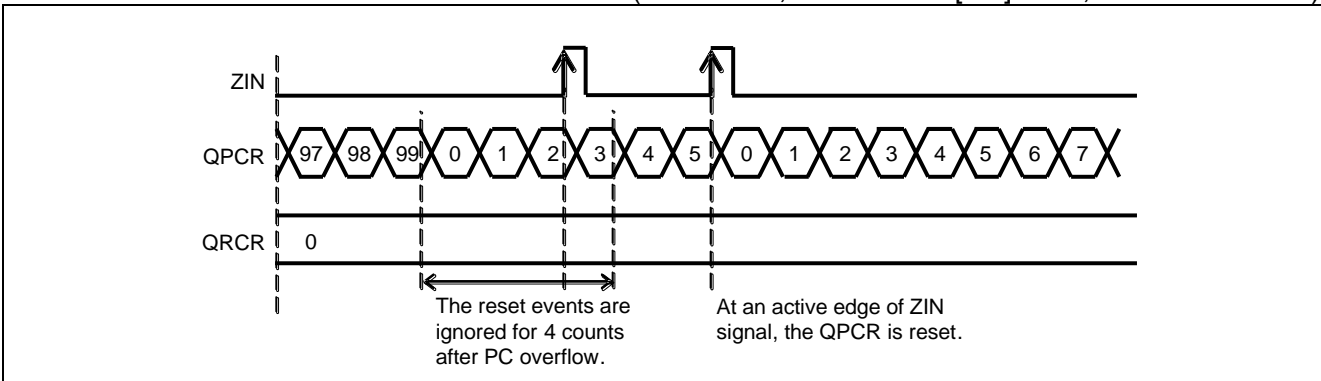 ZIN
QPCR 97 98 99 0 1 2 3 4 5 0 1 2 3 4 5 6 7
QRCR 0
The reset events are
ignored for 4 counts
after PC overflow.
At an active edge of ZIN
signal, the QPCR is reset.